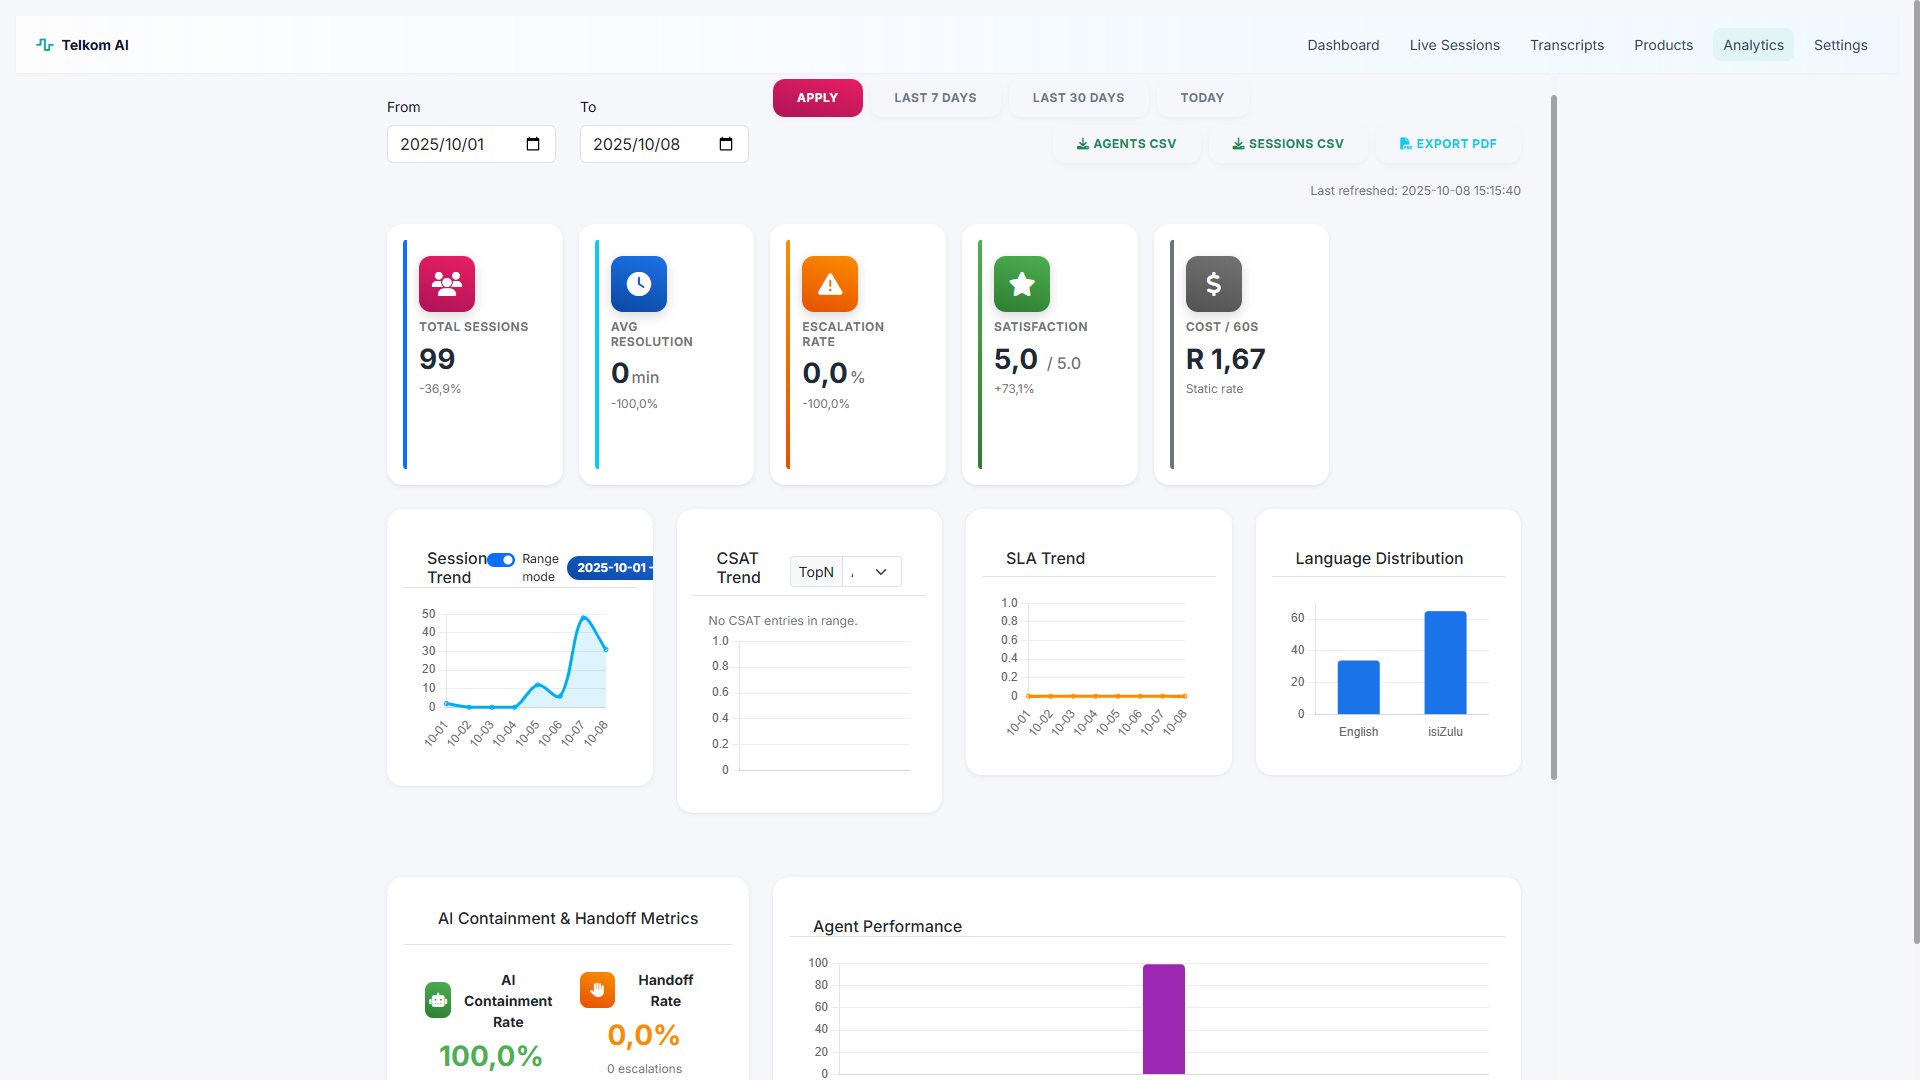 Telkom AI
Dashboard
Live Sessions
Transcripts
Products
Analytics
Settings
From
To
2025/10/01
2025/10/08
APPLY
LAST 7 DAYS
LAST 30 DAYS
TODAY
AGENTS CSV
SESSIONS CSV
EXPORT PDF
Last refreshed: 2025-10-08 15:15:40
TOTAL SESSIONS
99
-36,9%
AVG
RESOLUTION
0 min
-100,0%
ESCALATION
RATE
0,0 %
-100,0%
SATISFACTION
5,0 / 5.0
+73,1%
COST / 60S
R 1,67
Static rate
Session
Trend
Range
mode
2025-10-01 -
50
40
30
20
10
0
10-01
10-02
10-03
10-04
10-05
10-06
10-07
10-08
CSAT
Trend
TopN
No CSAT entries in range.
1.0
0.8
0.6
0.4
0.2
0
SLA Trend
1.0
0.8
0.6
0.4
0.2
0
10-01
10-02
10-03
10-04
10-05
10-06
10-07
10-08
Language Distribution
60
40
20
0
English
isiZulu
AI Containment & Handoff Metrics
AI
Containment
Rate
100,0%
Handoff
Rate
0,0%
0 escalations
Agent Performance
100
80
60
40
20
0